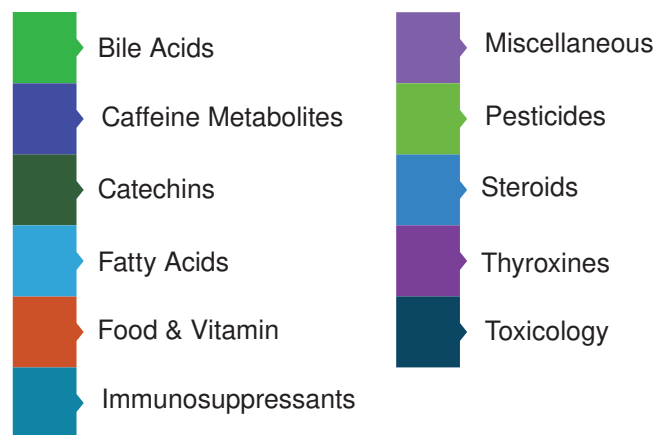 Bile Acids
Caffeine Metabolites
Catechins
Fatty Acids
Food & Vitamin
Immunosuppressants
Miscellaneous
Pesticides
Steroids
Thyroxines
Toxicology